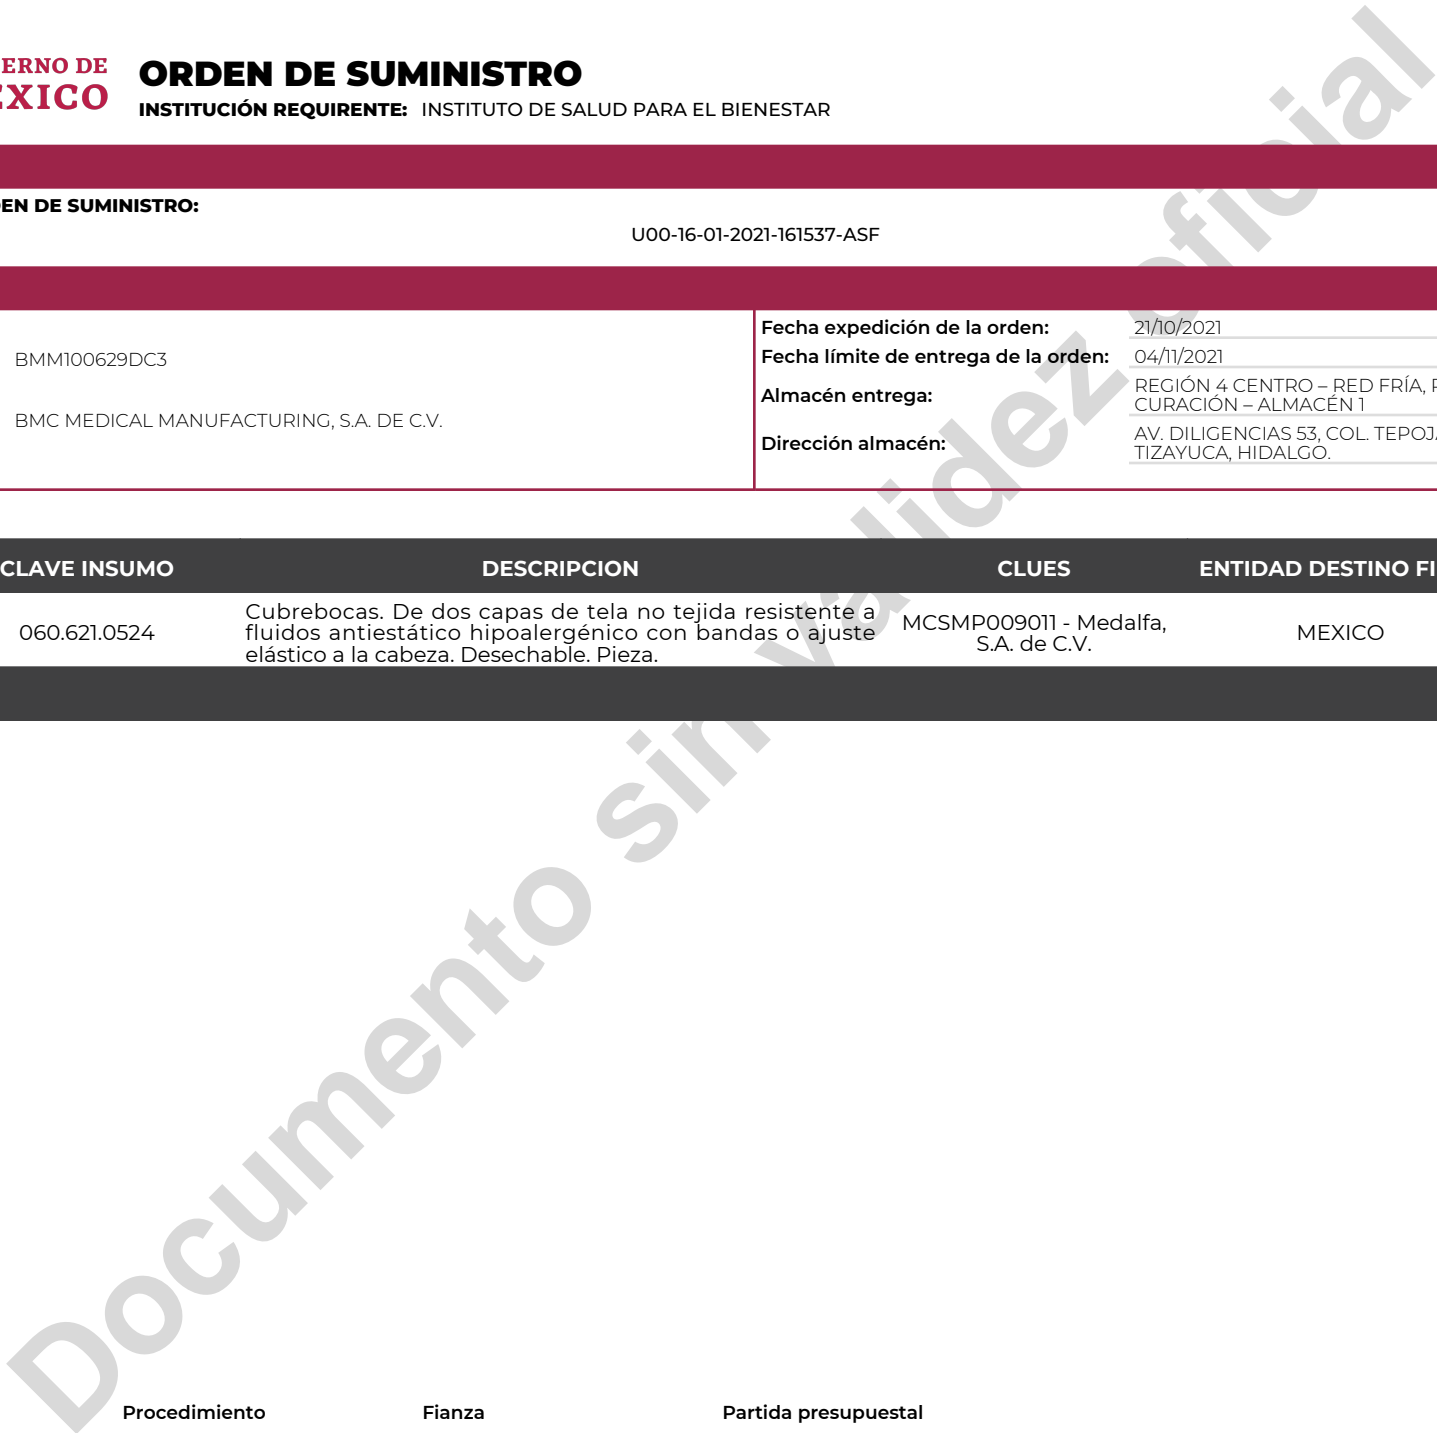 ERNO DE
EXICO
ORDEN DE SUMINISTRO
INSTITUCIÓN REQUIRENTE: INSTITUTO DE SALUD PARA EL BIENESTAR
EN DE SUMINISTRO:
U00-16-01-2021-161537-ASF
BMM100629DC3
BMC MEDICAL MANUFACTURING, S.A. DE C.V.
Fecha expedición de la orden: 21/10/2021
Fecha límite de entrega de la orden: 04/11/2021
Almacén entrega: REGIÓN 4 CENTRO – RED FRÍA,
CURACIÓN – ALMACÉN 1
Dirección almacén: AV. DILIGENCIAS 53, COL. TEPOJ
TIZAYUCA, HIDALGO.
CLAVE INSUMO DESCRIPCION CLUES ENTIDAD DESTINO FI
060.621.0524
Cubrebocas. De dos capas de tela no tejida resistente a
fluidos antiestático hipoalergénico con bandas o ajuste
elástico a la cabeza. Desechable. Pieza.
MCSMP009011 - Medalfa,
S.A. de C.V.
MEXICO
Documento sin validez oficial
Procedimiento Fianza Partida presupuestal